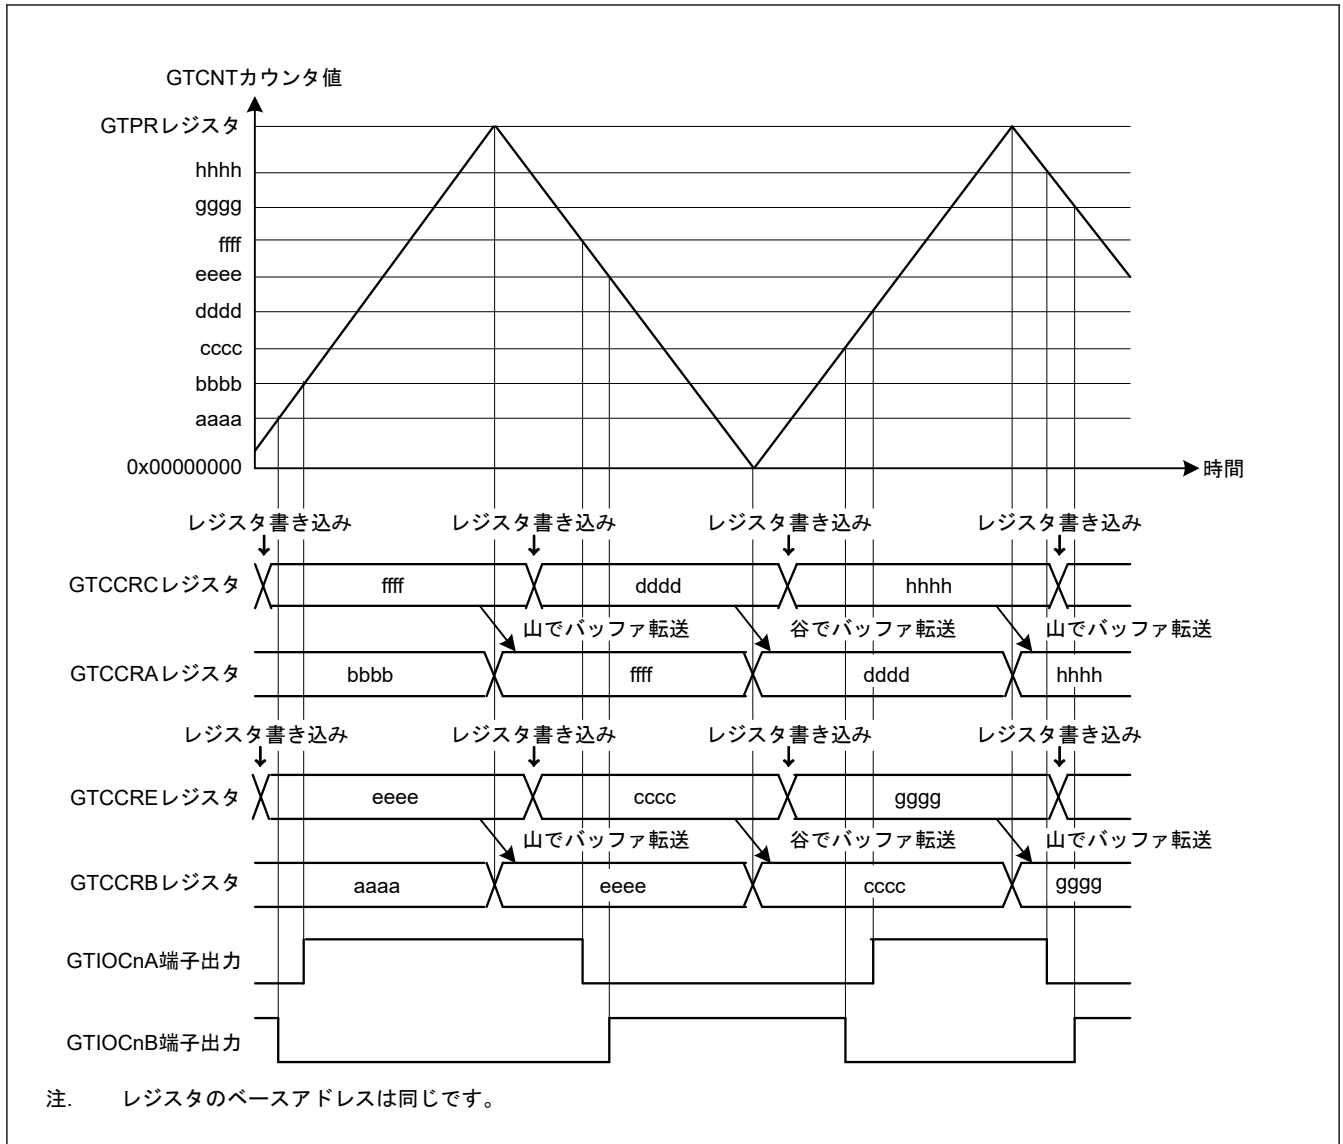 GTCNTカウンタ値
GTPRレジスタ
hhhh
gggg
ffff
eeee
dddd
cccc
bbbb
aaaa
0x00000000
時間
レジスタ書き込み レジスタ書き込み レジスタ書き込み レジスタ書き込み
GTCCRCレジスタ ffff dddd hhhh
山でバッファ転送 谷でバッファ転送 山でバッファ転送
GTCCRAレジスタ bbbb ffff dddd hhhh
レジスタ書き込み レジスタ書き込み レジスタ書き込み レジスタ書き込み
GTCCREレジスタ eeee cccc gggg
山でバッファ転送 谷でバッファ転送 山でバッファ転送
GTCCRBレジスタ aaaa eeee cccc gggg
GTIOCnA端子出力
GTIOCnB端子出力
注. レジスタのベースアドレスは同じです。